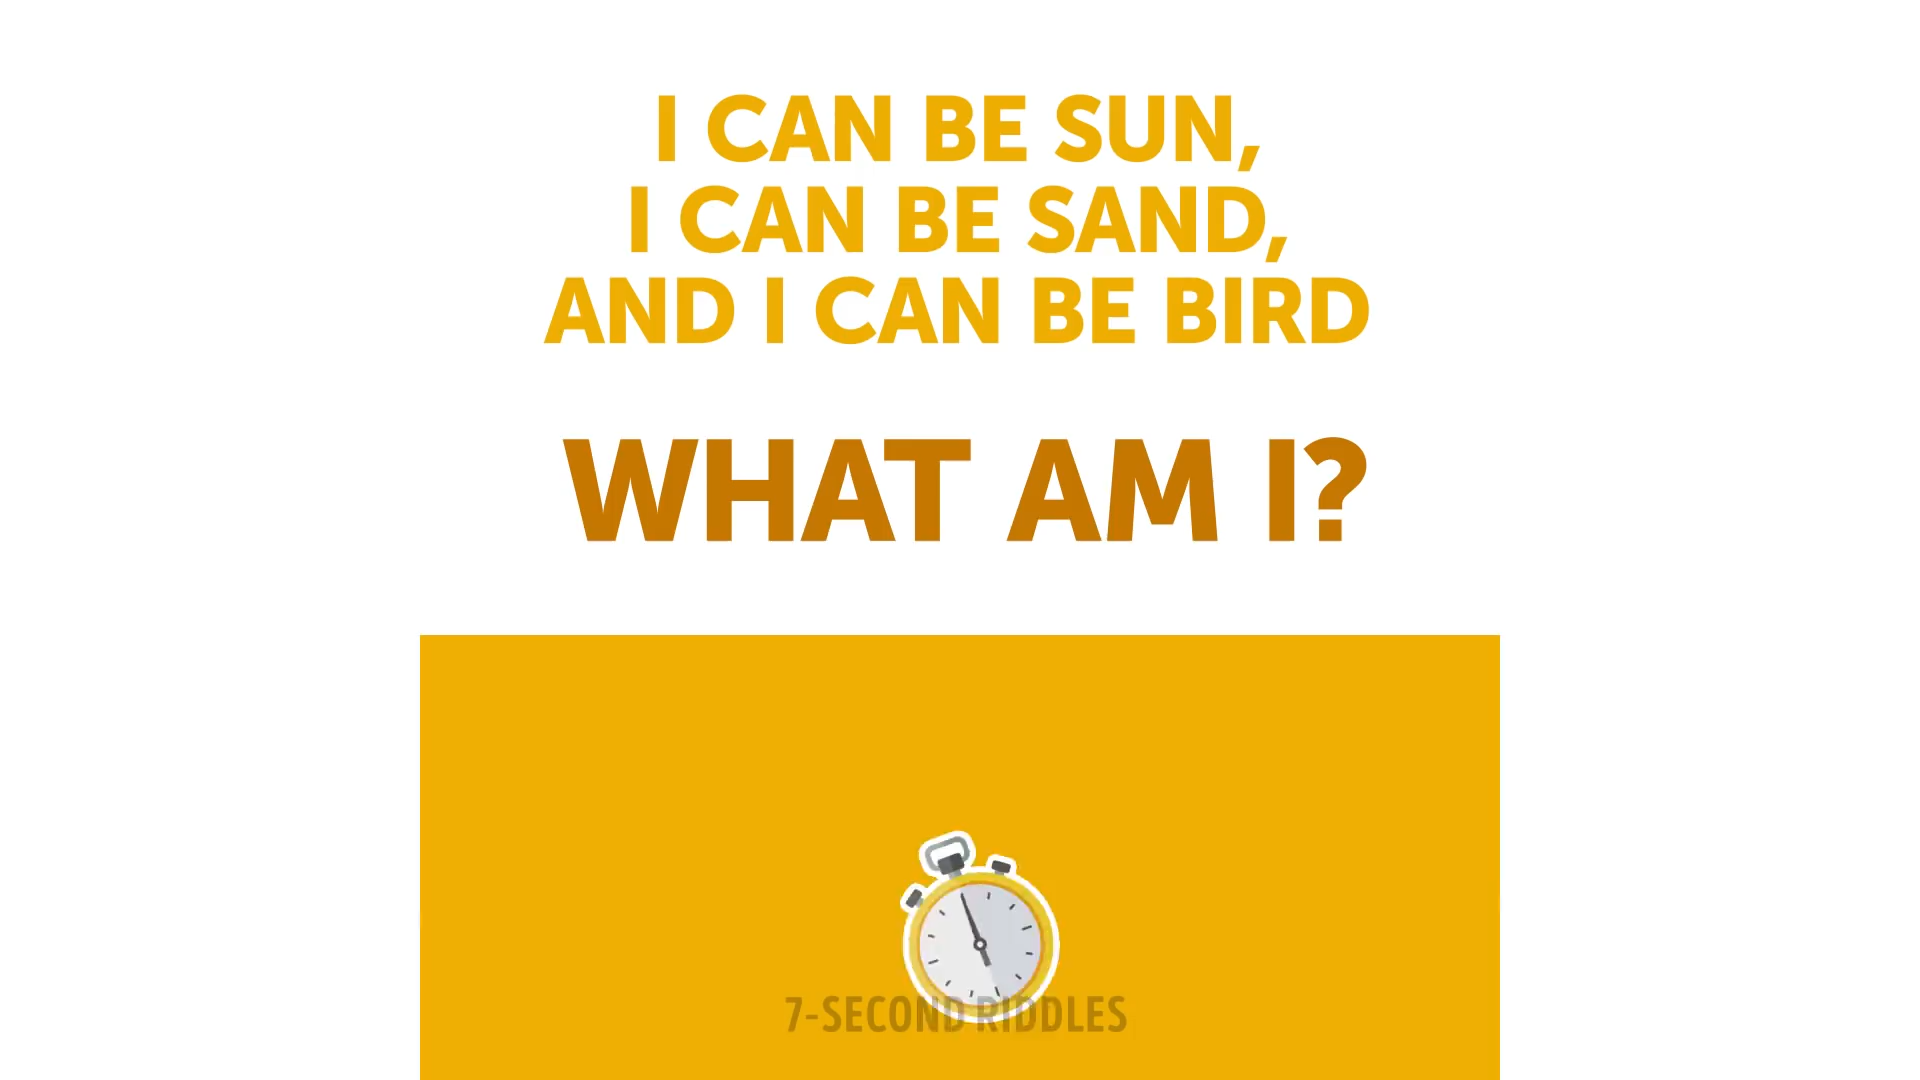 I CAN BE SUN,
I CAN BE SAND,
AND I CAN BE BIRD
WHAT AM I?
7-SECOND RIDDLES